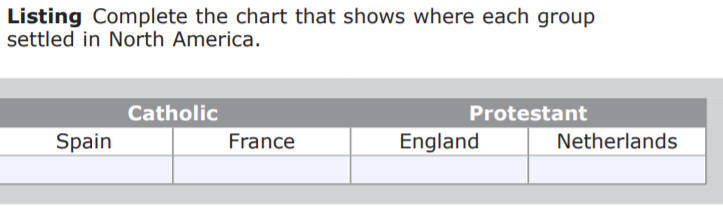 Listing Complete the chart that shows where each group
settled in North America.
Catholic Protestant
Spain France England Netherlands